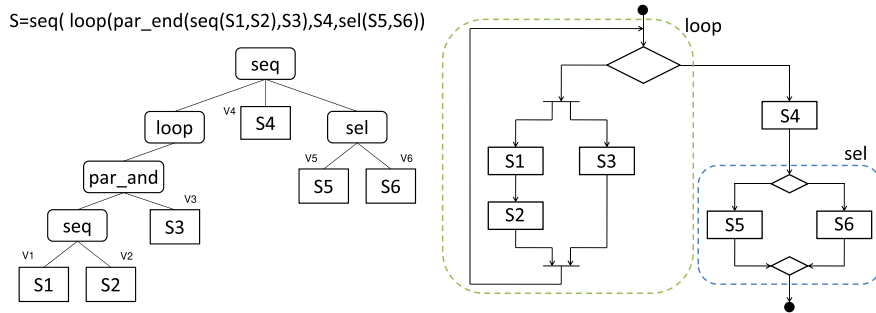 S=seq( loop(par_end(seq(S1,S2),S3),S4,sel(S5,S6))
seq
V4
S4
loop
sel
V5
V6
S5
S6
par_and
V3
S3
seq
V1
V2
S1
S2
loop
S4
S1
S3
S2
sel
S5
S6